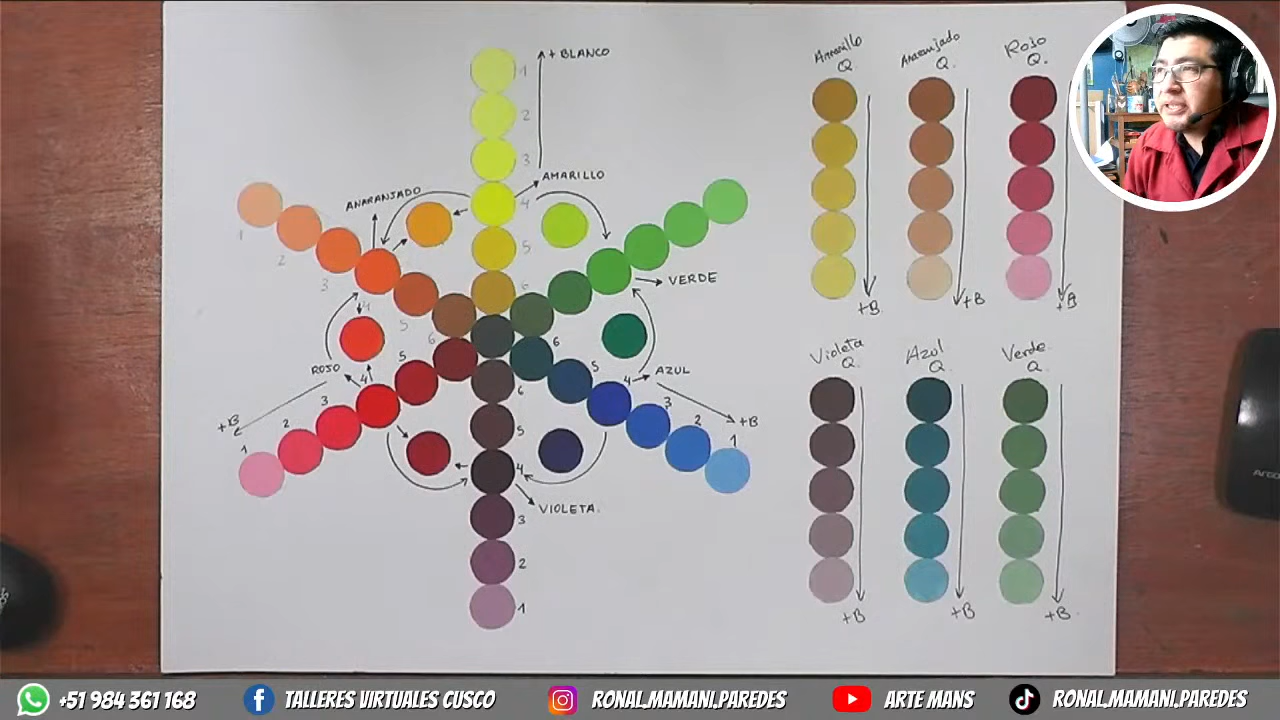 + BLANCO
1
2
3
AMARILLO
4
5
6
ANARANJADO
1
2
3
4
5
6
VERDE
ROJO
+B
1
2
3
4
5
AZUL
+B
1
2
3
4
5
6
6
5
4
3
2
1
VIOLETA.
Amarillo
Q.
+B
Anaranjado
Q.
+B
Rojo
Q.
+B
Violeta
Q.
+B
Azul
Q.
+B
Verde
Q.
+B
+51 984 361 168
TALLERES VIRTUALES CUSCO
RONAL.MAMANI.PAREDES
ARTE MANS
RONAL.MAMANI.PAREDES